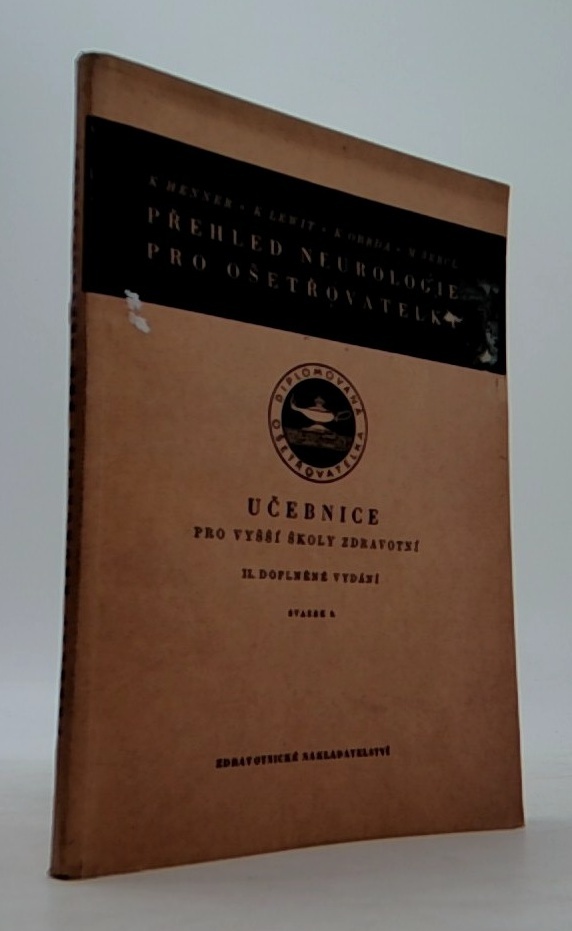 K. HENNER • K. LEWIT • K. OBRDA • M. SERCL
PŘEHLED NEUROLOGIE
PRO OŠETŘOVATELKY
DIPLOMOVANÁ
OŠETŘOVATELKA
UČEBNICE
PRO VYŠŠÍ ŠKOLY ZDRAVOTNÍ
II. DOPLNĚNÉ VYDÁNÍ
SVAZEK
ZDRAVOTNICKÉ NAKLADATELSTVÍ